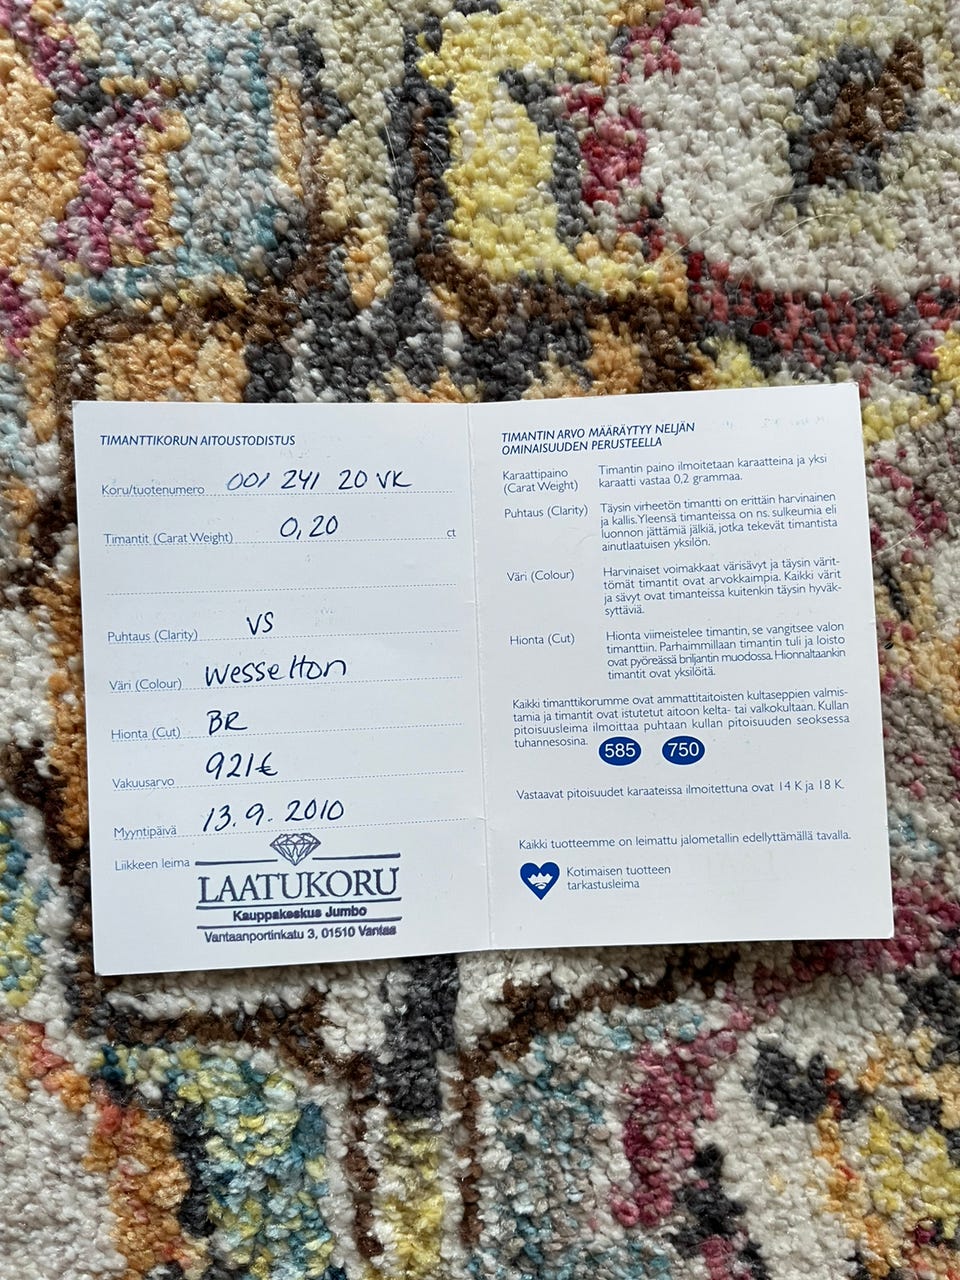 TIMANTTIKORUN AITOUSTODISTUS
Koru/tuotenumero 001 241 20 VK
Timantit (Carat Weight) 0,20 ct
Puhtaus (Clarity) VS
Väri (Colour) Wesselton
Hionta (Cut) BR
Vakuusarvo 921€
Myyntipäivä 13.9.2010
Liikkeen leima
LAATUKORU
Kauppakeskus Jumbo
Vantaanportinkatu 3, 01510 Vantaa
TIMANTIN ARVO MÄÄRÄYTYY NELJÄN
OMINAISUUDEN PERUSTEELLA
Karaattipaino
(Carat Weight)
Timantin paino ilmoitetaan karaatteina ja yksi
karaatti vastaa 0,2 grammaa.
Puhtaus (Clarity)
Täysin virheetön timantti on erittäin harvinainen
ja kallis. Yleensä timanteissa on ns. sulkeumia eli
luonnon jättämiä jälkiä, jotka tekevät timantista
ainutlaatuisen yksilön.
Väri (Colour)
Harvinaiset voimakkaat värisävyt ja täysin värit-
tömät timantit ovat arvokkaimpia. Kaikki värit
ja sävyt ovat timanteissa kuitenkin täysin hyväk-
syttäviä.
Hionta (Cut)
Hionta viimeistelee timantin, se vangitsee valon
timanttiin. Parhaimmillaan timantin tuli ja loisto
ovat pyöreässä briljantin muodossa. Hionnaltaankin
timantit ovat yksilöitä.
Kaikki timanttikorumme ovat ammattitaitoisten kultaseppien valmis-
tamia ja timantit ovat istutetut aitoon kelta- tai valkokultaan. Kullan
pitoisuusleima ilmoittaa puhtaan kullan pitoisuuden seoksessa
tuhannesosina. 585 750
Vastaavat pitoisuudet karaateissa ilmoitettuna ovat 14 K ja 18 K.
Kaikki tuotteemme on leimattu jalometallin edellyttämällä tavalla.
Kotimaisen tuotteen
tarkastusleima